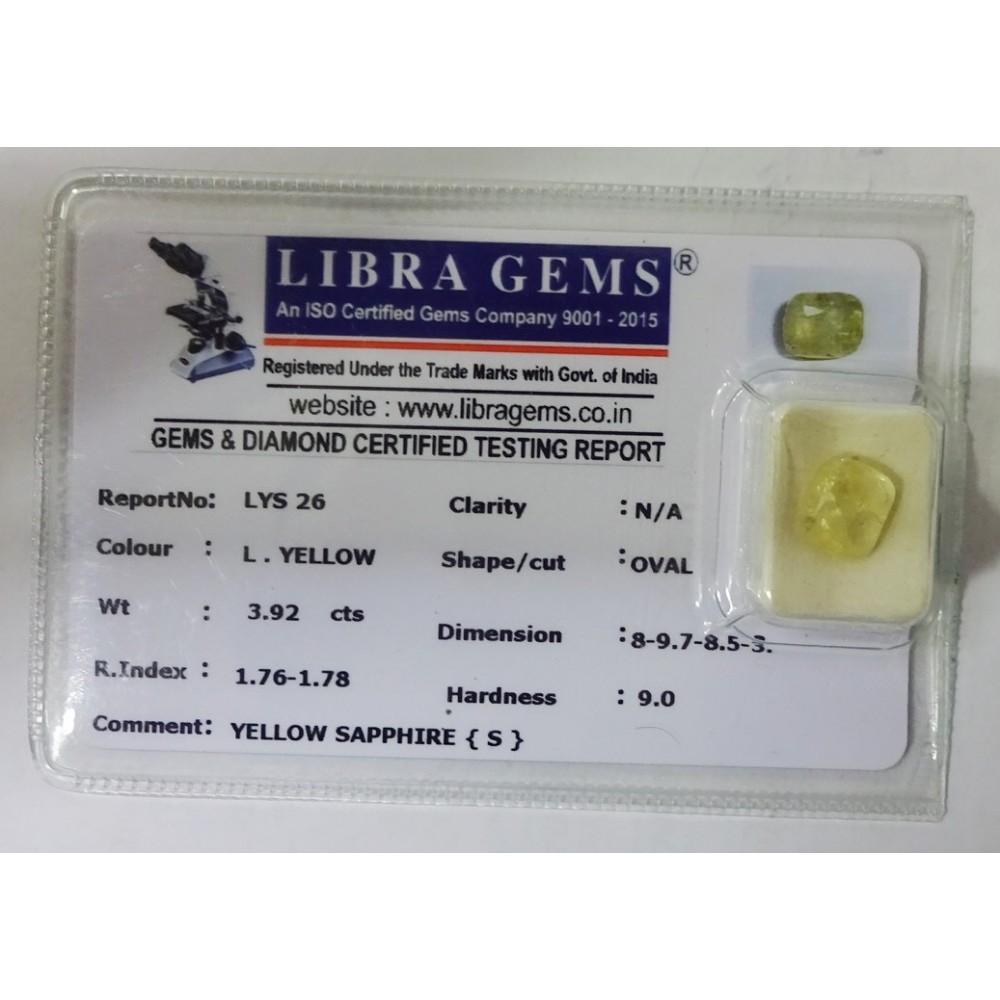 LIBRA GEMS ®
An ISO Certified Gems Company 9001 - 2015
Registered Under the Trade Marks with Govt. of India
website : www.libragems.co.in
GEMS & DIAMOND CERTIFIED TESTING REPORT
ReportNo: LYS 26
Colour : L . YELLOW
Wt : 3.92 cts
R.Index : 1.76-1.78
Comment: YELLOW SAPPHIRE { S }
Clarity : N/A
Shape/cut : OVAL
Dimension : 8-9.7-8.5-3.
Hardness : 9.0